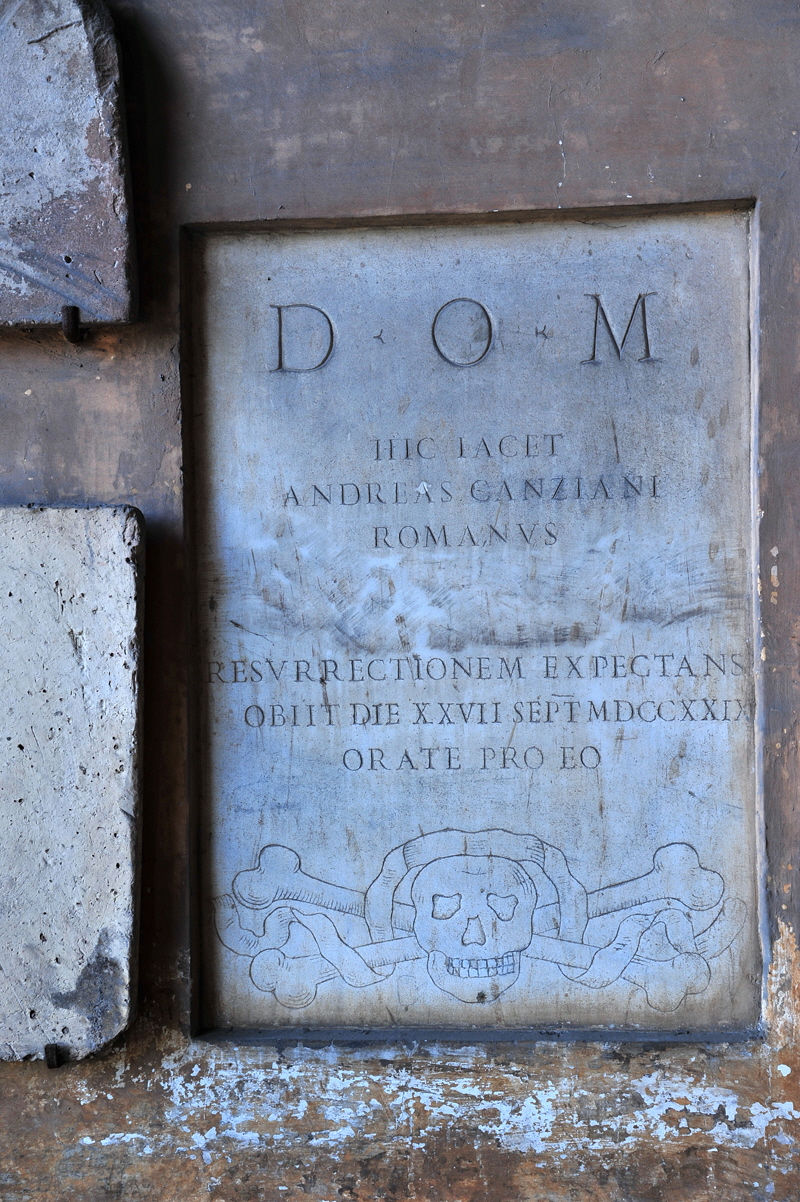 D · O · M
HIC IACET
ANDREAS CANZIANI
ROMANVS
RESVRRECTIONEM EXPECTANS
OBIIT DIE XXVII SEPT MDCCXXIX
ORATE PRO EO